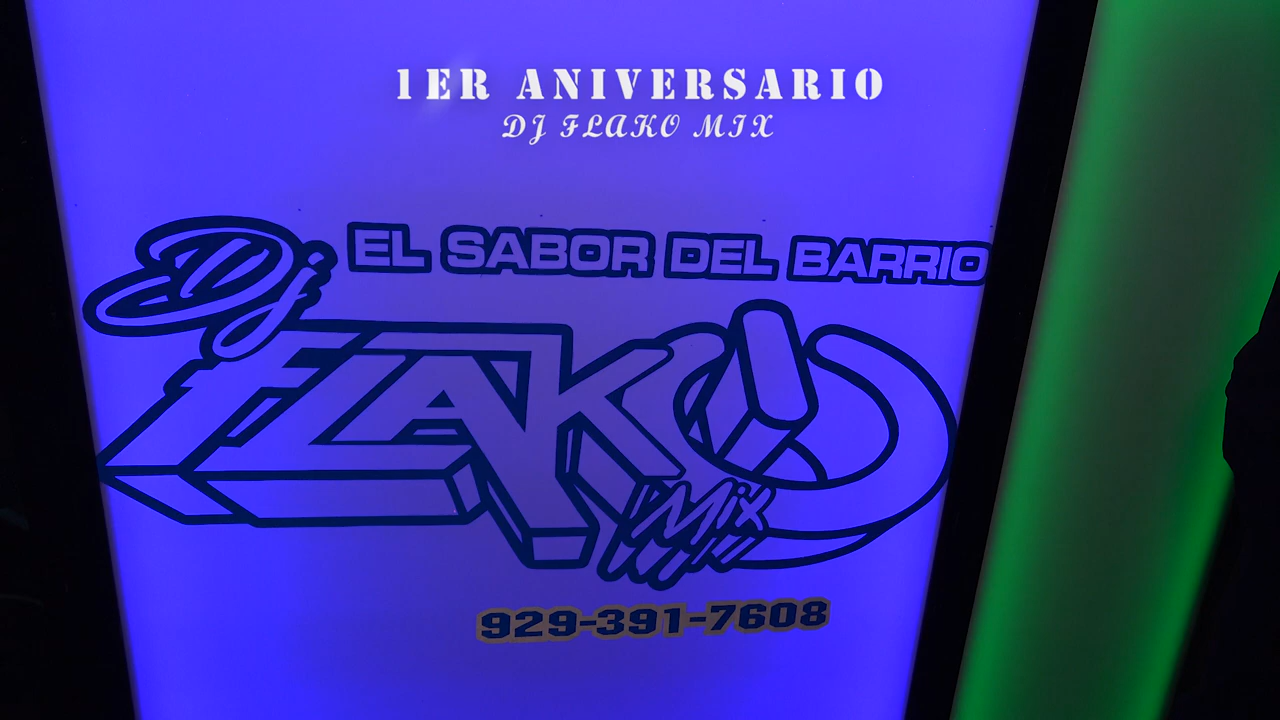 1ER ANIVERSARIO
DJ FLAKO MIX
EL SABOR DEL BARRIO
Dj
FLAKO
Mix
929-391-7608